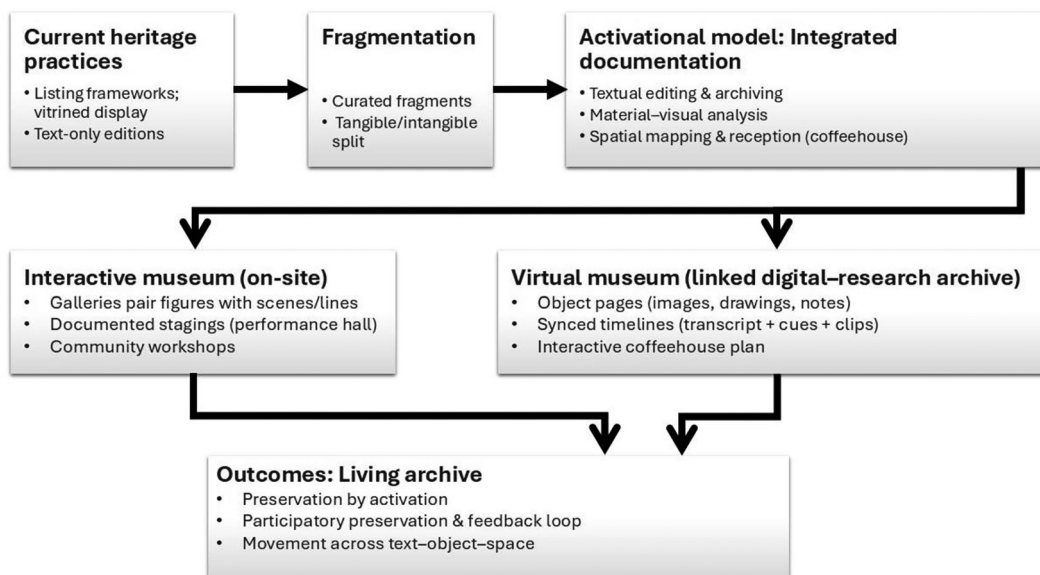 Current heritage
practices
• Listing frameworks;
vitrined display
• Text-only editions
Fragmentation
• Curated fragments
• Tangible/intangible
split
Activational model: Integrated
documentation
• Textual editing & archiving
• Material–visual analysis
• Spatial mapping & reception (coffeehouse)
Interactive museum (on-site)
• Galleries pair figures with scenes/lines
• Documented stagings (performance hall)
• Community workshops
Virtual museum (linked digital–research archive)
• Object pages (images, drawings, notes)
• Synced timelines (transcript + cues + clips)
• Interactive coffeehouse plan
Outcomes: Living archive
• Preservation by activation
• Participatory preservation & feedback loop
• Movement across text–object–space